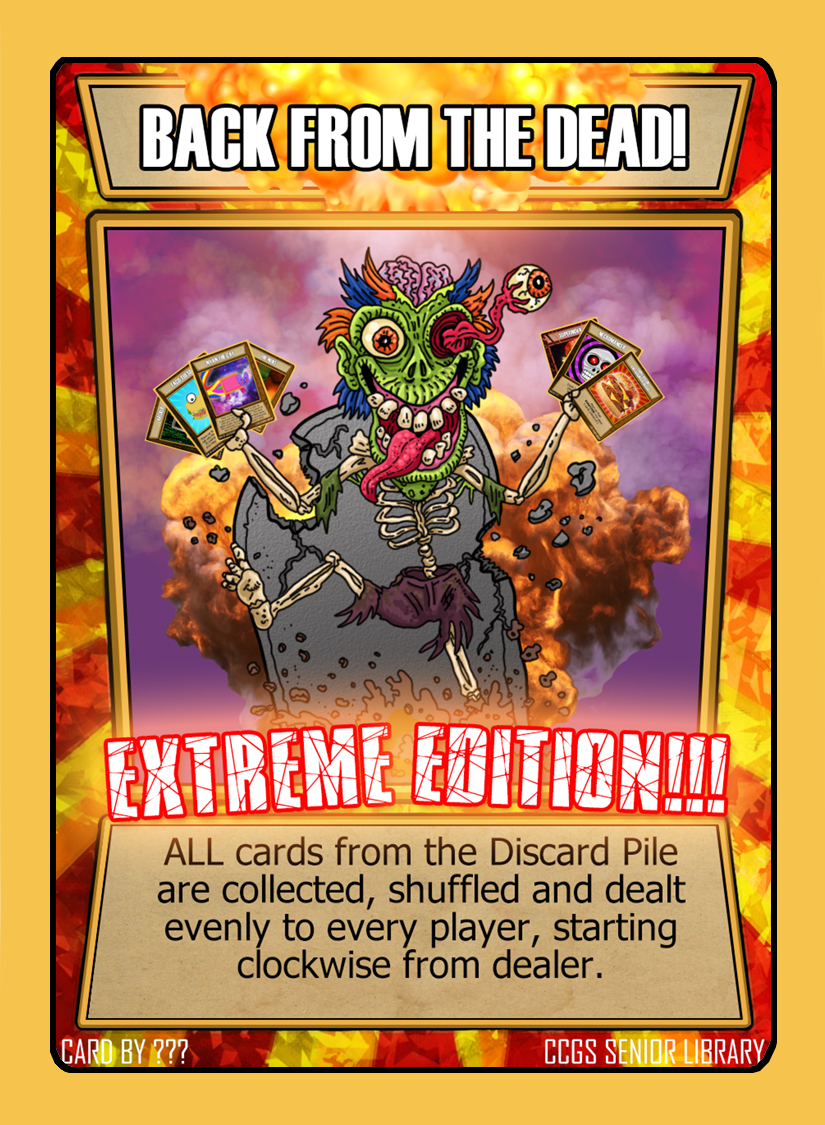 BACK FROM THE DEAD!
EXTREME EDITION!!!
ALL cards from the Discard Pile
are collected, shuffled and dealt
evenly to every player, starting
clockwise from dealer.
CARD BY ???
CCGS SENIOR LIBRARY